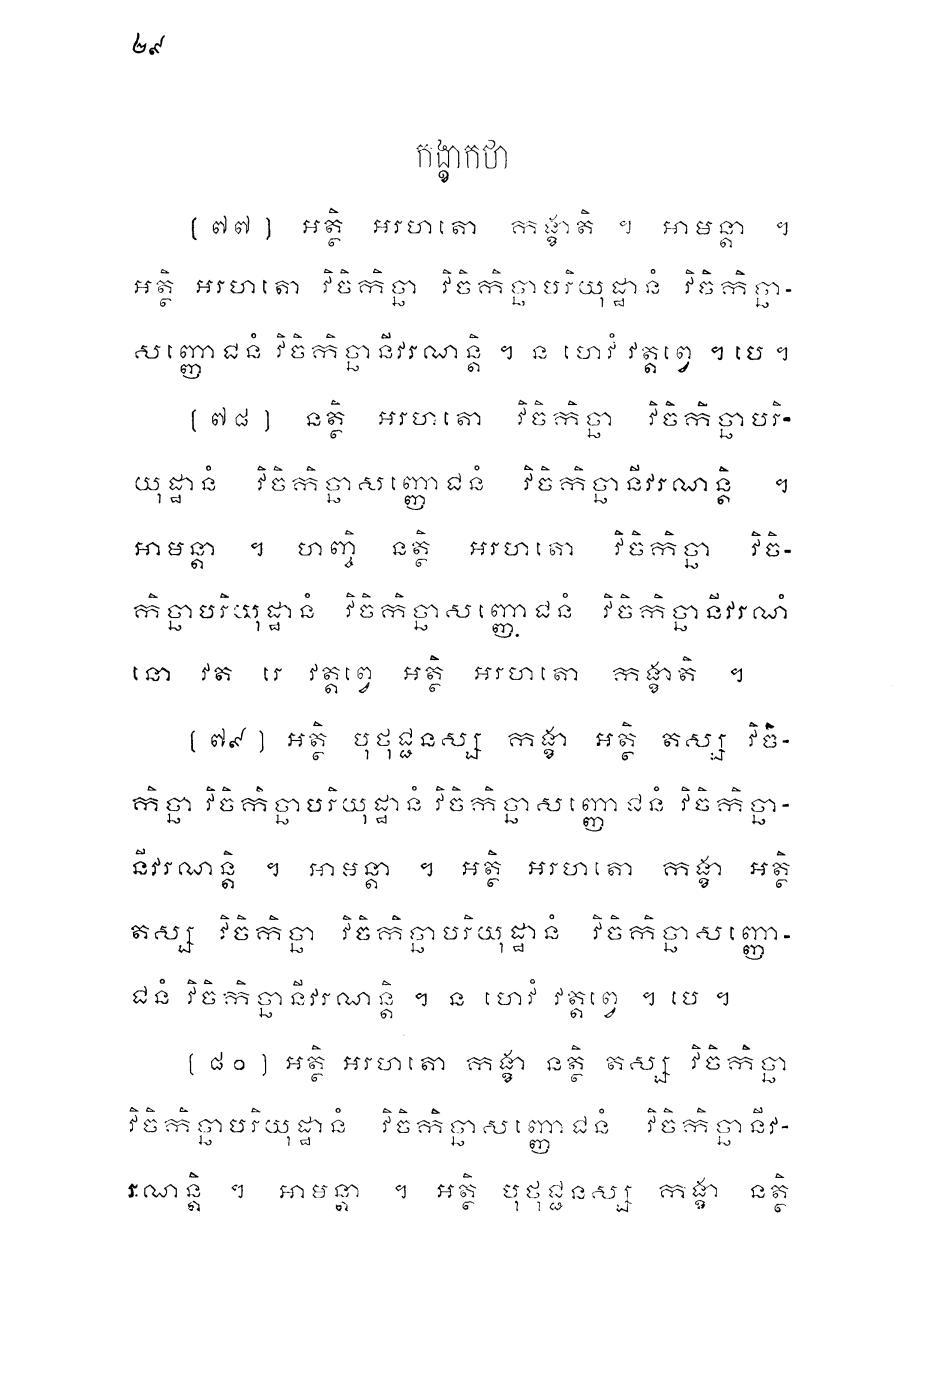 ២៩
កង្ខាកថា
[៧៧] អត្ថិ អរហតោ កង្ខាតិ ។ អាមន្តា ។
អត្ថិ អរហតោ វិចិកិច្ឆា វិចិកិច្ឆាបរិយុដ្ឋានំ វិចិកិច្ឆា-
សញ្ញោជនំ វិចិកិច្ឆានីវរណន្តិ ។ ន ហេវំ វត្តព្វេ ។ បេ ។
[៧៨] នត្ថិ អរហតោ វិចិកិច្ឆា វិចិកិច្ឆាបរិ-
យុដ្ឋានំ វិចិកិច្ឆាសញ្ញោជនំ វិចិកិច្ឆានីវរណន្តិ ។
អាមន្តា ។ ហញ្ចិ នត្ថិ អរហតោ វិចិកិច្ឆា វិចិ-
កិច្ឆាបរិយុដ្ឋានំ វិចិកិច្ឆាសញ្ញោជនំ វិចិកិច្ឆានីវរណំ
នោ វត រេ វត្តព្វេ អត្ថិ អរហតោ កង្ខាតិ ។
[៧៩] អត្ថិ បុថុជ្ជនស្ស កង្ខា អត្ថិ តស្ស វិចិ-
កិច្ឆា វិចិកិច្ឆាបរិយុដ្ឋានំ វិចិកិច្ឆាសញ្ញោជនំ វិចិកិច្ឆា-
នីវរណន្តិ ។ អាមន្តា ។ អត្ថិ អរហតោ កង្ខា អត្ថិ
តស្ស វិចិកិច្ឆា វិចិកិច្ឆាបរិយុដ្ឋានំ វិចិកិច្ឆាសញ្ញោ-
ជនំ វិចិកិច្ឆានីវរណន្តិ ។ ន ហេវំ វត្តព្វេ ។ បេ ។
[៨០] អត្ថិ អរហតោ កង្ខា នត្ថិ តស្ស វិចិកិច្ឆា
វិចិកិច្ឆាបរិយុដ្ឋានំ វិចិកិច្ឆាសញ្ញោជនំ វិចិកិច្ឆានីវ-
រណន្តិ ។ អាមន្តា ។ អត្ថិ បុថុជ្ជនស្ស កង្ខា នត្ថិ